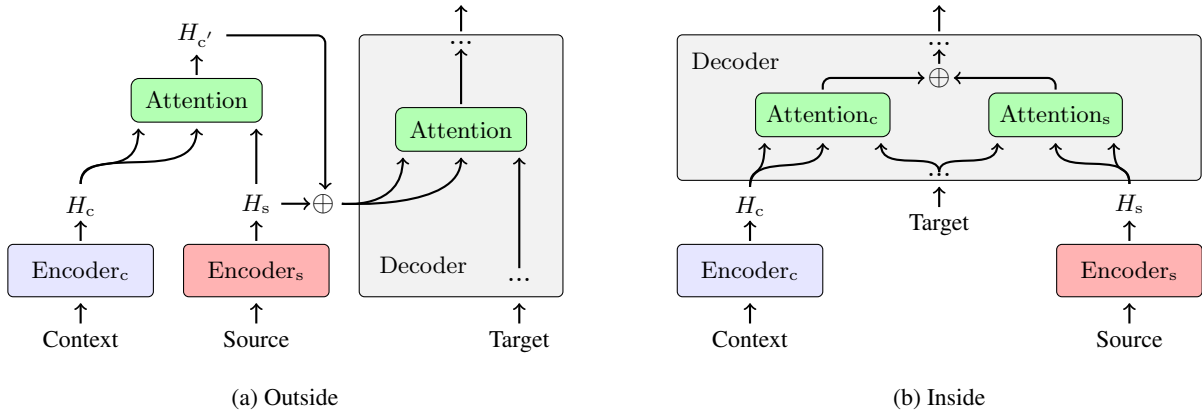 H_c′
Attention
H_c
H_s
⊕
Encoder_c
Encoder_s
Context
Source
...
Attention
Decoder
...
Target
(a) Outside
...
Decoder
⊕
Attention_c
Attention_s
...
H_c
Target
H_s
Encoder_c
Encoder_s
Context
Source
(b) Inside